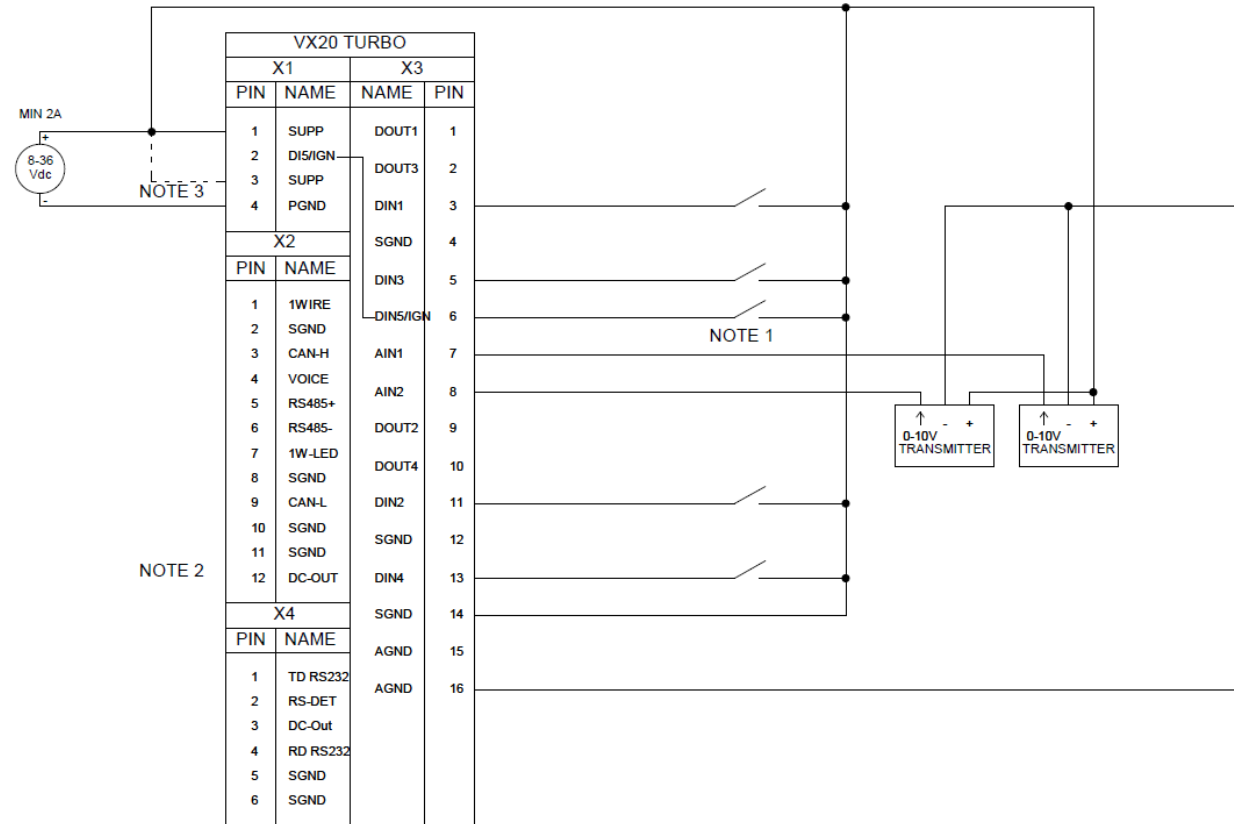 VX20 TURBO
X1 X3
PIN NAME NAME PIN
MIN 2A
+
8-36
Vdc
-
NOTE 3
1 SUPP DOUT1 1
2 DI5/IGN
DOUT3 2
3 SUPP
4 PGND DIN1 3
X2 SGND 4
PIN NAME
DIN3 5
1 1WIRE
DIN5/IGN 6
2 SGND
NOTE 1
3 CAN-H AIN1 7
4 VOICE
AIN2 8
5 RS485+
6 RS485- DOUT2 9
7 1W-LED
DOUT4 10
8 SGND
9 CAN-L DIN2 11
10 SGND
SGND 12
11 SGND
NOTE 2
12 DC-OUT DIN4 13
X4 SGND 14
PIN NAME
AGND 15
1 TD RS232
AGND 16
2 RS-DET
3 DC-Out
4 RD RS232
5 SGND
6 SGND
- +
0-10V
TRANSMITTER
- +
0-10V
TRANSMITTER